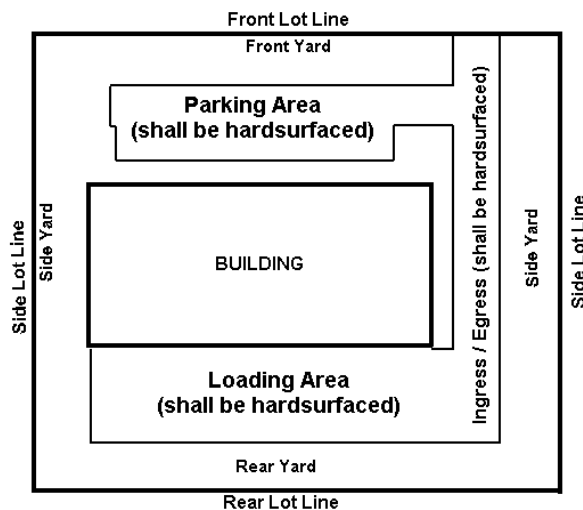 Front Lot Line
Front Yard
Parking Area
(shall be hardsurfaced)
Side Lot Line
Side Yard
BUILDING
Ingress / Egress (shall be hardsurfaced)
Side Yard
Side Lot Line
Loading Area
(shall be hardsurfaced)
Rear Yard
Rear Lot Line